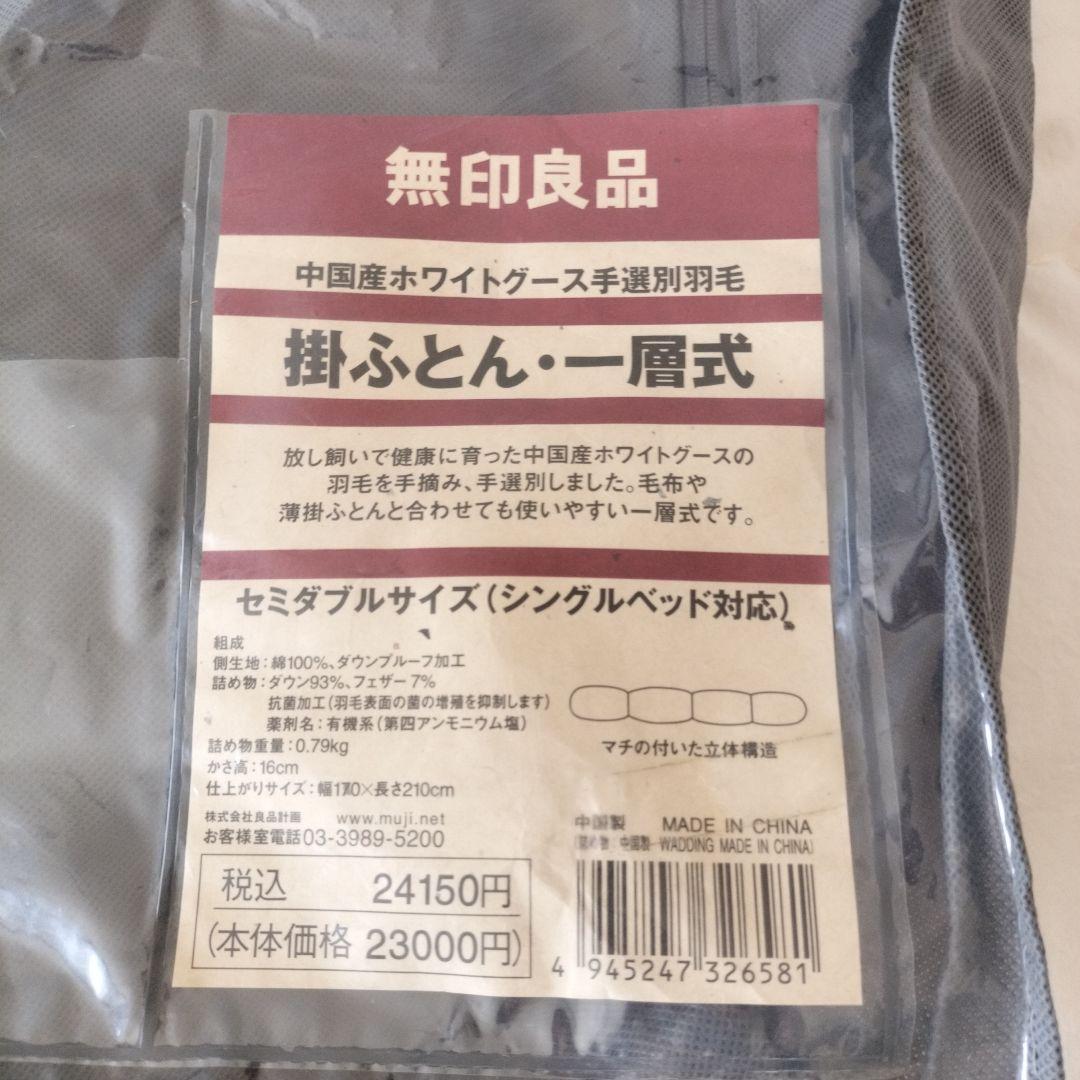 無印良品
中国産ホワイトグース手選別羽毛
掛ふとん・一層式
放し飼いで健康に育った中国産ホワイトグースの
羽毛を手摘み、手選別しました。毛布や
薄掛ふとんと合わせても使いやすい一層式です。
セミダブルサイズ(シングルベッド対応)
組成
側生地：綿100%、ダウンプルーフ加工
詰め物：ダウン93%、フェザー 7%
抗菌加工(羽毛表面の菌の増殖を抑制します)
薬剤名：有機系(第四アンモニウム塩)
詰め物重量：0.79kg
かさ高：16cm
仕上がりサイズ：幅170×長さ210cm
マチの付いた立体構造
株式会社良品計画 www.muji.net
お客様室電話03-3989-5200
中国製 MADE IN CHINA
(詰め物：中国製 WADDING MADE IN CHINA)
税込 24150円
(本体価格 23000円)
4 945247 326581